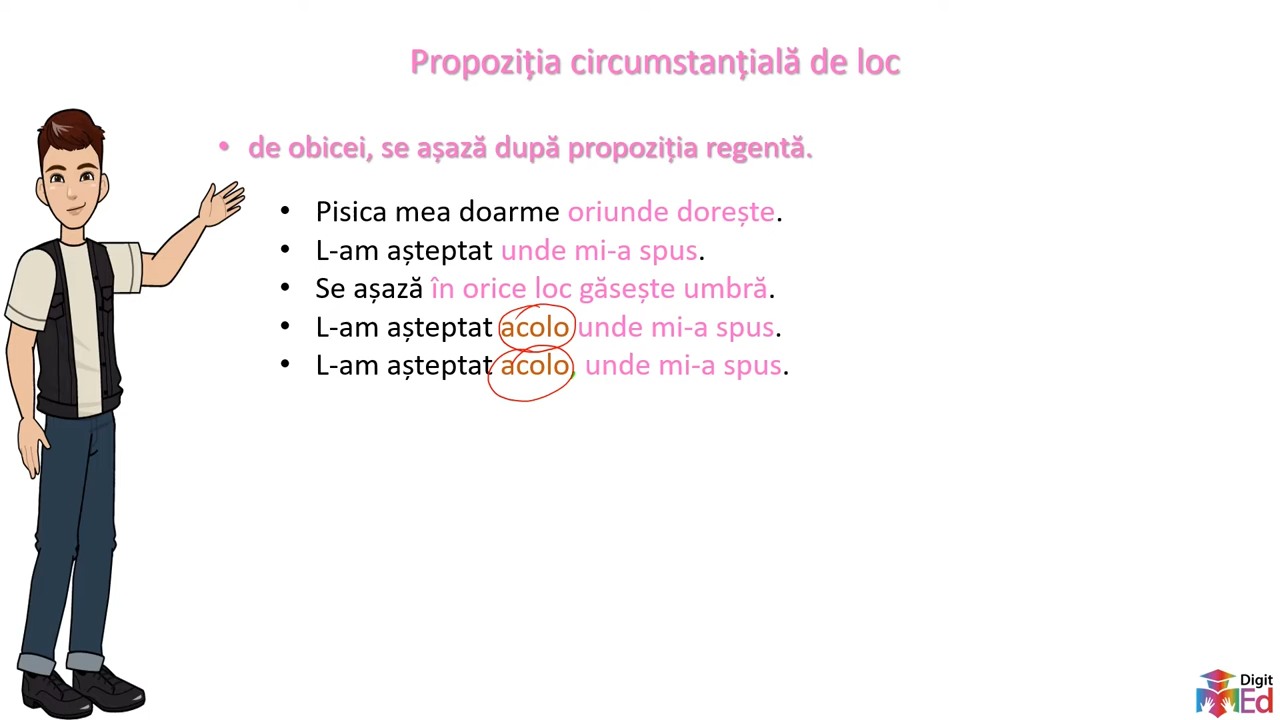 Propoziția circumstanțială de loc
• de obicei, se așază după propoziția regentă.
• Pisica mea doarme oriunde dorește.
• L-am așteptat unde mi-a spus.
• Se așază în orice loc găsește umbră.
• L-am așteptat acolo unde mi-a spus.
• L-am așteptat acolo, unde mi-a spus.
Digit
Ed